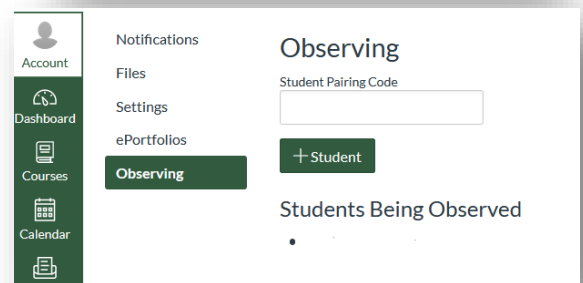 Account
Dashboard
Courses
Calendar
Notifications
Files
Settings
ePortfolios
Observing
Observing
Student Pairing Code
+ Student
Students Being Observed